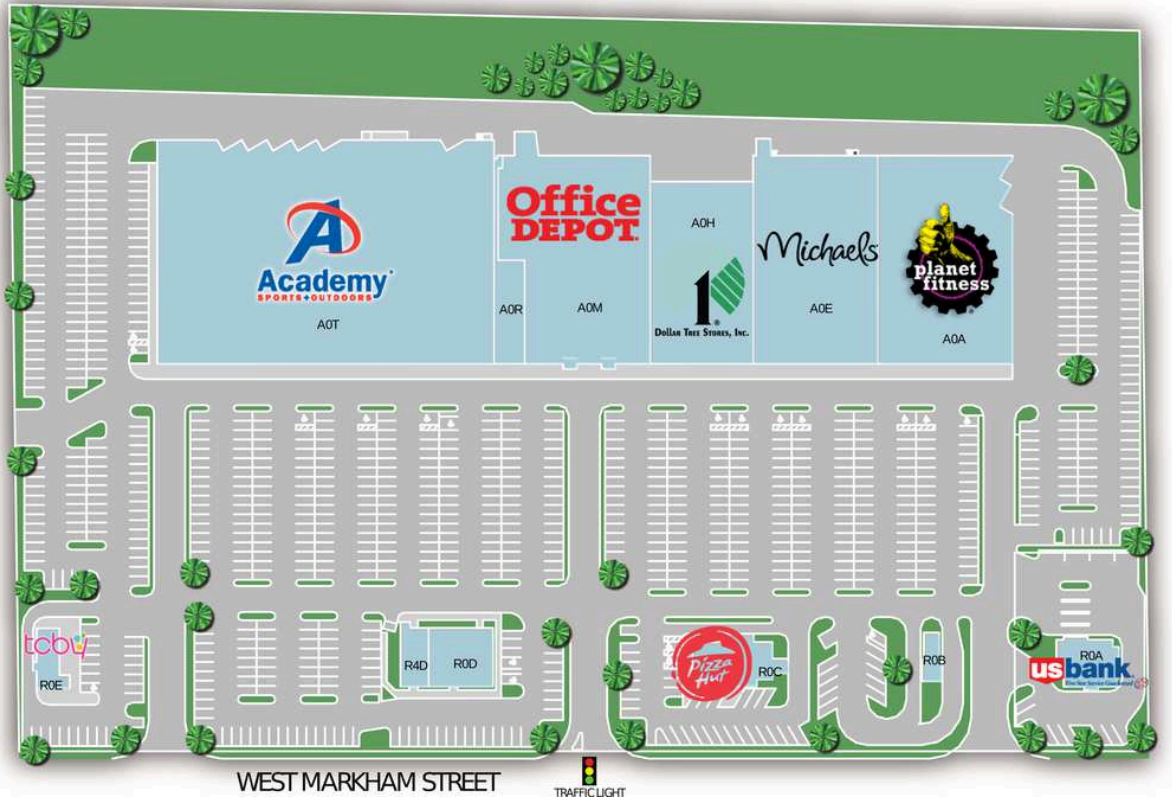 Office
DEPOT.
A
Academy
SPORTS+OUTDOORS
A0T
A0R
A0M
A0H
1
DOLLAR TREE STORES, INC.
Michaels
A0E
planet
fitness
A0A
tcby
R0E
R4D
R0D
Pizza
Hut
R0C
R0B
R0A
usbank.
WEST MARKHAM STREET
TRAFFIC LIGHT